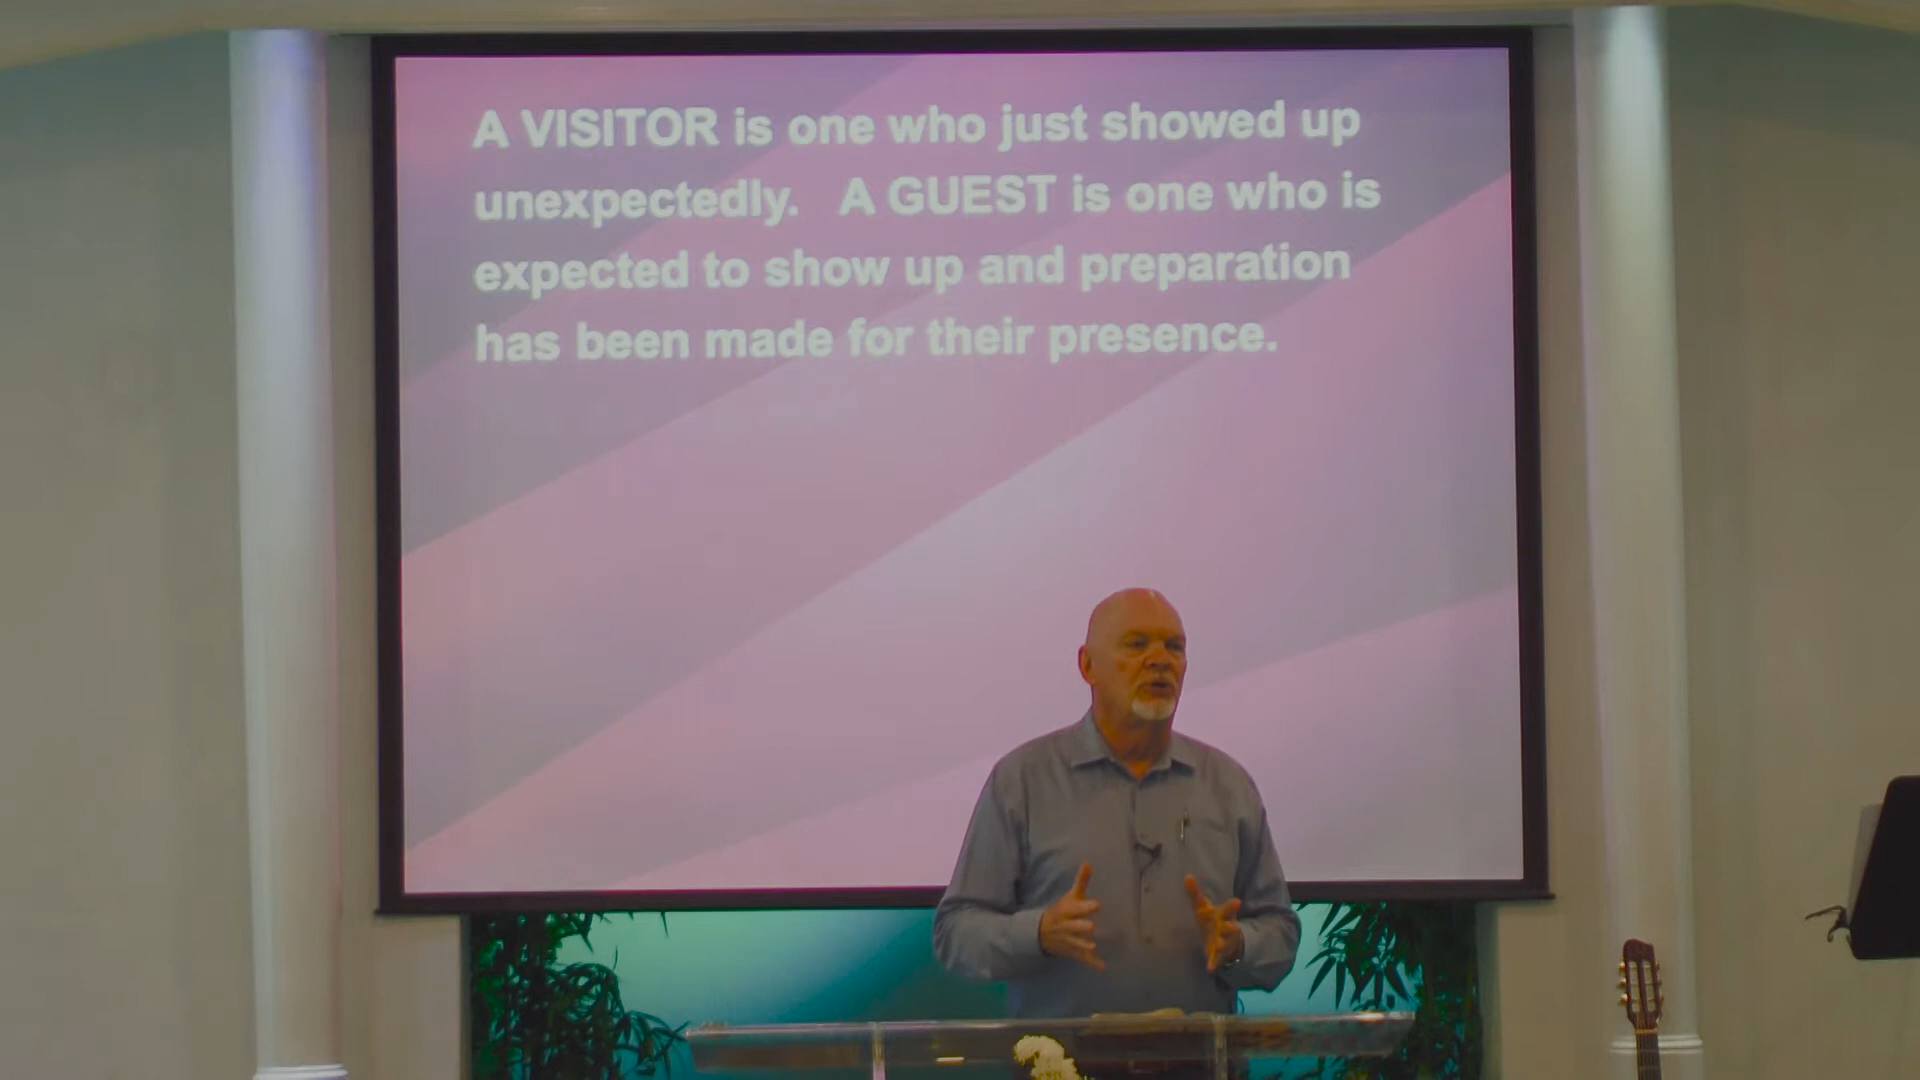 A VISITOR is one who just showed up
unexpectedly. A GUEST is one who is
expected to show up and preparation
has been made for their presence.